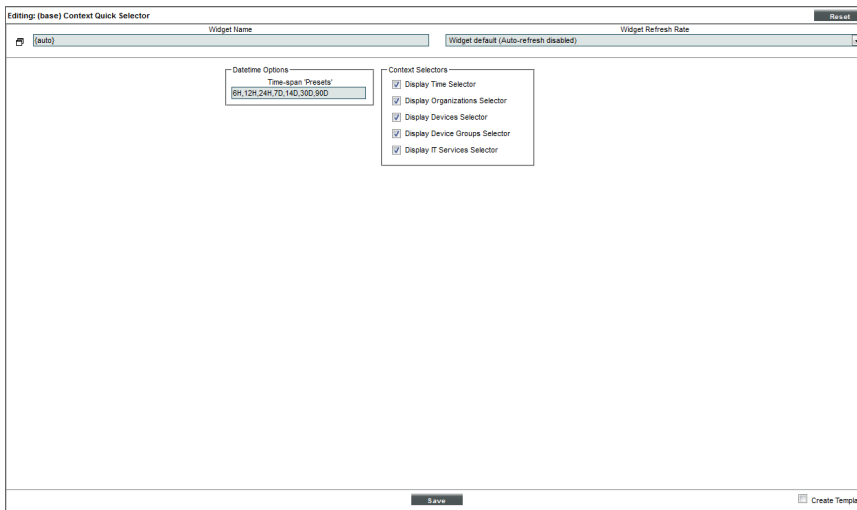 Editing: (base) Context Quick Selector
Reset
Widget Name
Widget Refresh Rate
{auto}
Widget default (Auto-refresh disabled)
Datetime Options
Time-span 'Presets'
6H,12H,24H,7D,14D,30D,90D
Context Selectors
Display Time Selector
Display Organizations Selector
Display Devices Selector
Display Device Groups Selector
Display IT Services Selector
Save
Create Templa